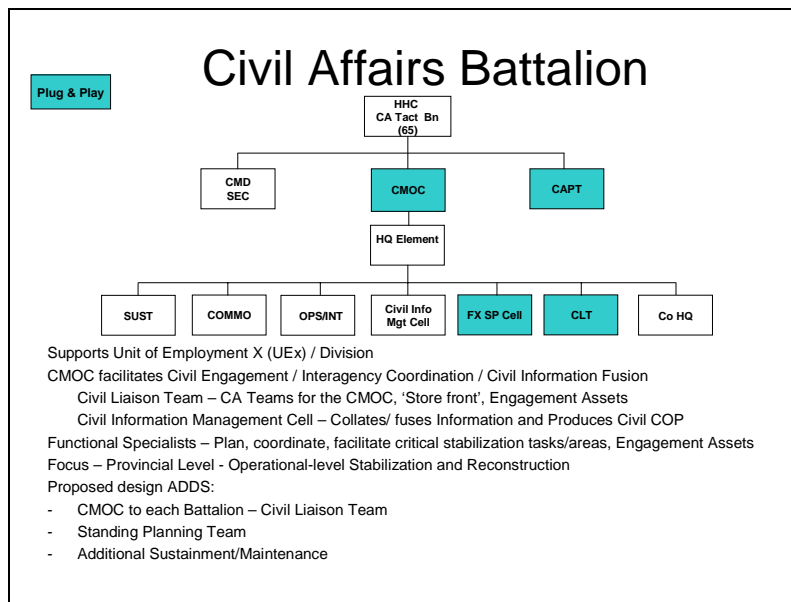 Civil Affairs Battalion
Plug & Play
HHC
CA Tact Bn
(65)
CMD
SEC
CMOC
CAPT
HQ Element
SUST
COMMO
OPS/INT
Civil Info
Mgt Cell
FX SP Cell
CLT
Co HQ
Supports Unit of Employment X (UEx) / Division
CMOC facilitates Civil Engagement / Interagency Coordination / Civil Information Fusion
Civil Liaison Team – CA Teams for the CMOC, ‘Store front’, Engagement Assets
Civil Information Management Cell – Collates/ fuses Information and Produces Civil COP
Functional Specialists – Plan, coordinate, facilitate critical stabilization tasks/areas, Engagement Assets
Focus – Provincial Level - Operational-level Stabilization and Reconstruction
Proposed design ADDS:
- CMOC to each Battalion – Civil Liaison Team
- Standing Planning Team
- Additional Sustainment/Maintenance